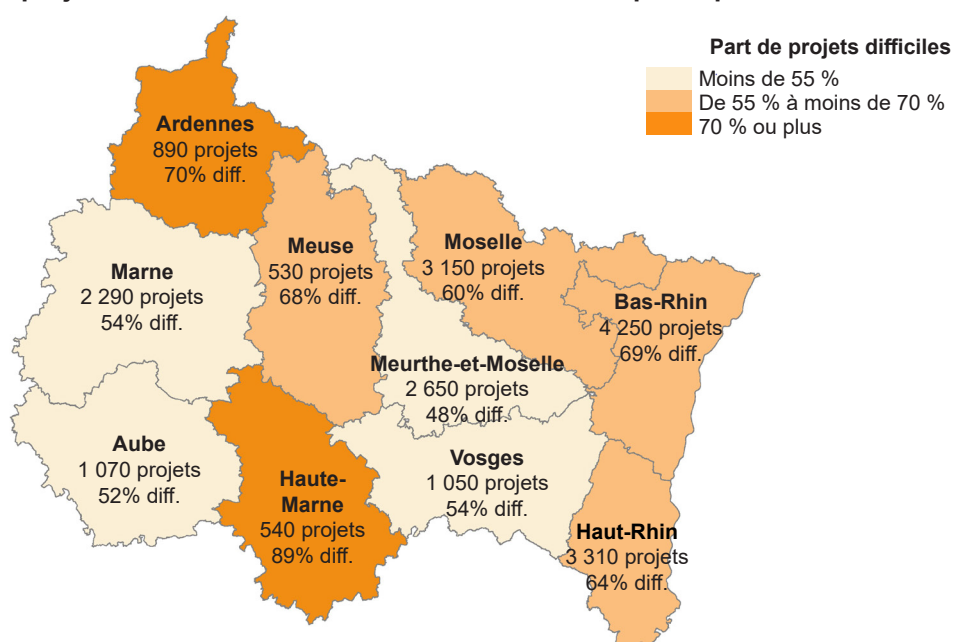 Part de projets difficiles
Moins de 55 %
De 55 % à moins de 70 %
70 % ou plus
Ardennes
890 projets
70% diff.
Marne
2 290 projets
54% diff.
Meuse
530 projets
68% diff.
Moselle
3 150 projets
60% diff.
Bas-Rhin
4 250 projets
69% diff.
Meurthe-et-Moselle
2 650 projets
48% diff.
Aube
1 070 projets
52% diff.
Haute-
Marne
540 projets
89% diff.
Vosges
1 050 projets
54% diff.
Haut-Rhin
3 310 projets
64% diff.